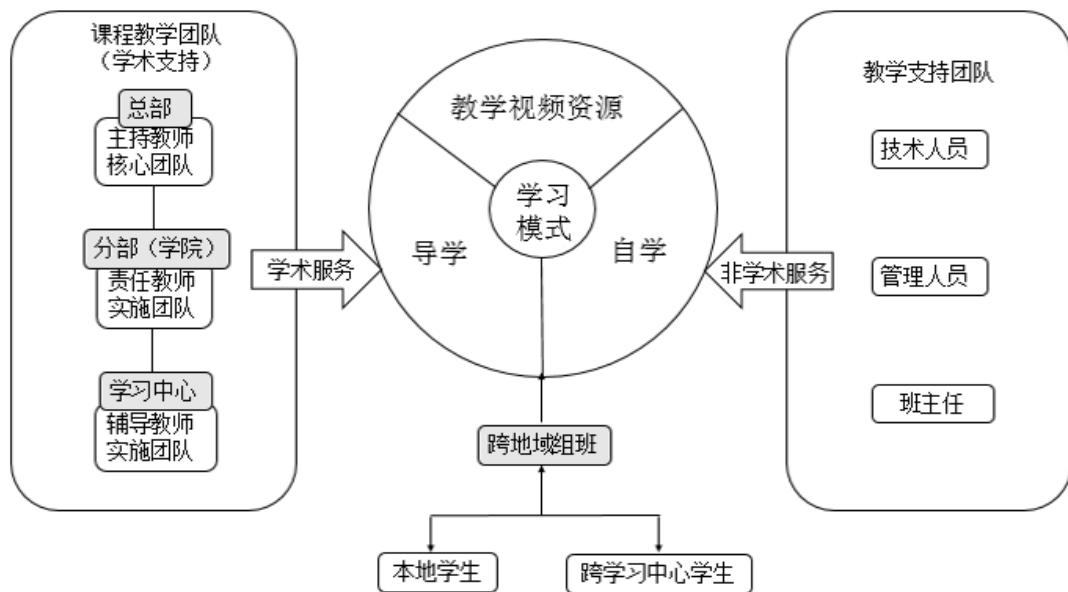 课程教学团队
（学术支持）
总部
主持教师
核心团队
分部（学院）
责任教师
实施团队
学习中心
辅导教师
实施团队
学术服务
教学视频资源
学习
模式
导学
自学
非学术服务
教学支持团队
技术人员
管理人员
班主任
跨地域组班
本地学生
跨学习中心学生